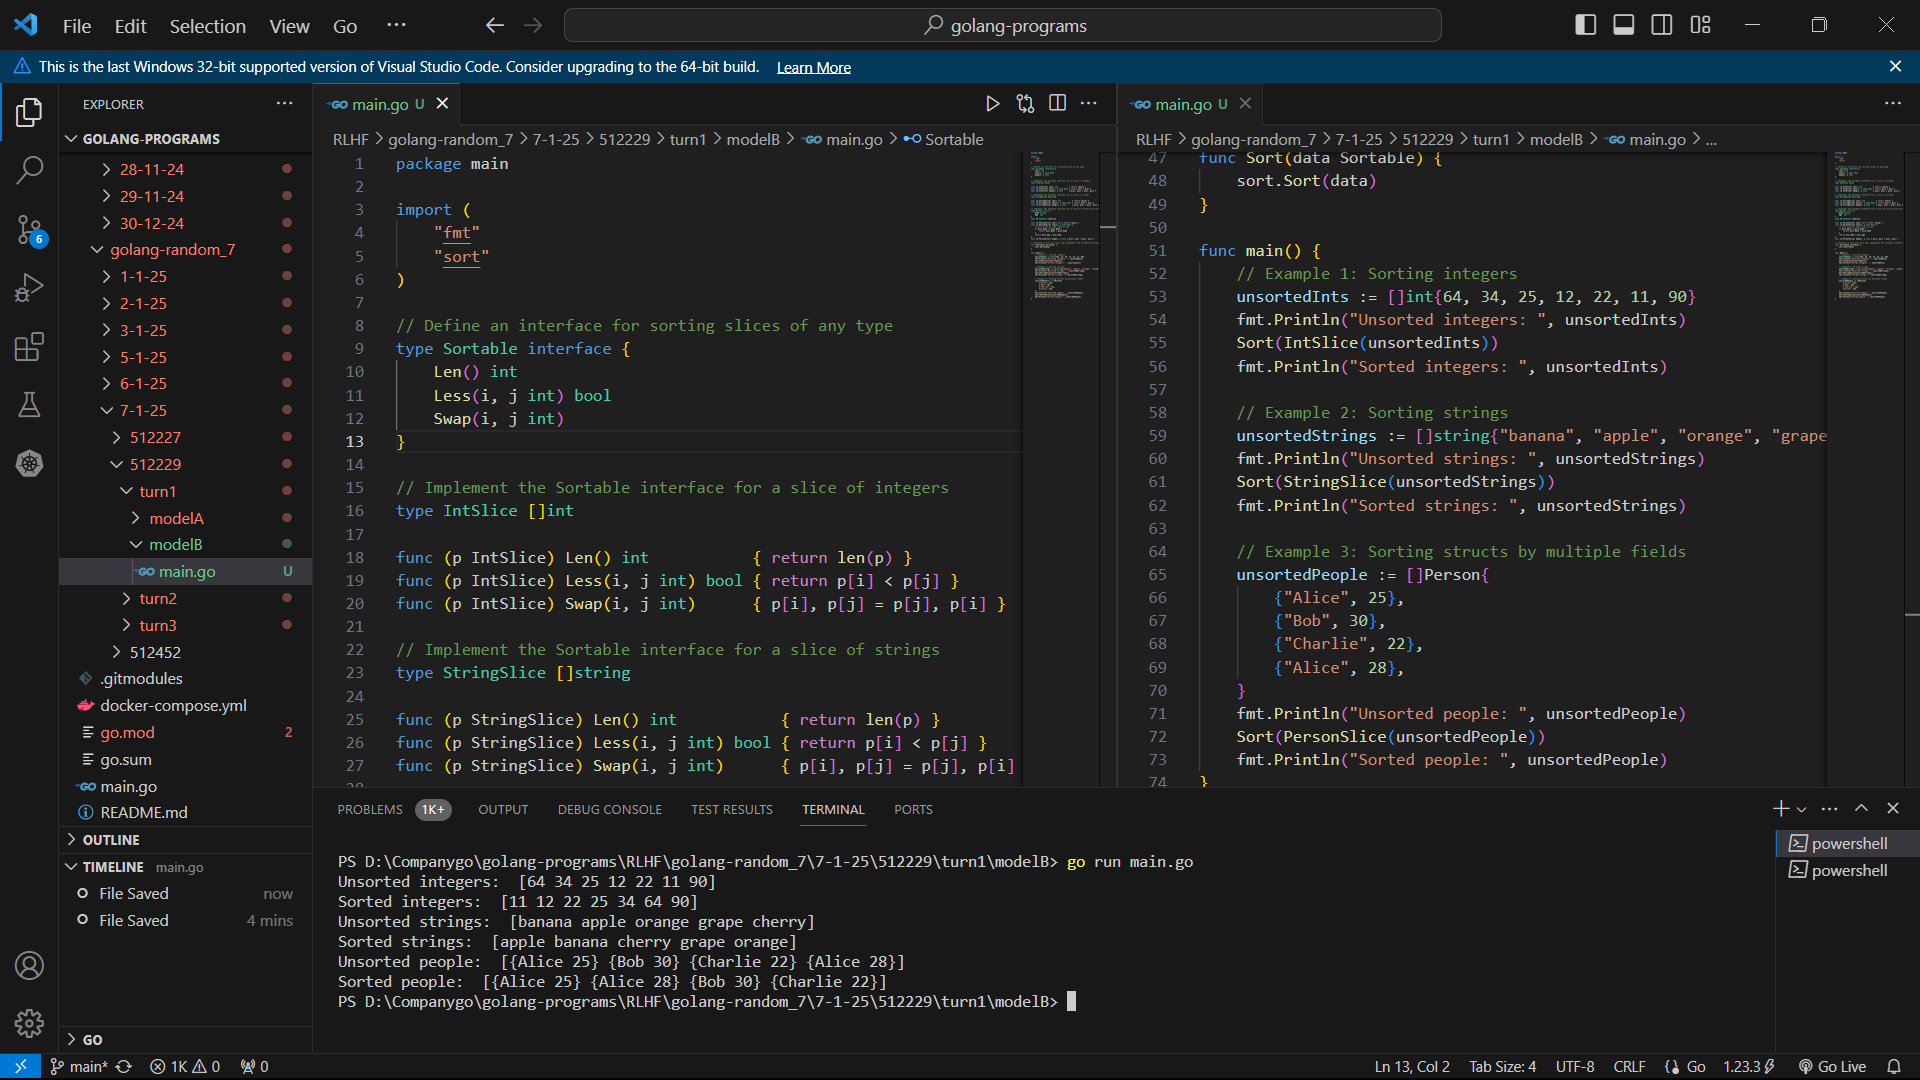 File Edit Selection View Go ··· golang-programs
This is the last Windows 32-bit supported version of Visual Studio Code. Consider upgrading to the 64-bit build. Learn More
EXPLORER
GOLANG-PROGRAMS
28-11-24
29-11-24
30-12-24
golang-random_7
1-1-25
2-1-25
3-1-25
5-1-25
6-1-25
7-1-25
512227
512229
turn1
modelA
modelB
main.go U
turn2
turn3
512452
.gitmodules
docker-compose.yml
go.mod 2
go.sum
main.go
README.md
OUTLINE
TIMELINE main.go
File Saved now
File Saved 4 mins
GO
6
main.go U
RLHF > golang-random_7 > 7-1-25 > 512229 > turn1 > modelB > main.go > Sortable
1 package main
2
3 import (
4     "fmt"
5     "sort"
6 )
7
8 // Define an interface for sorting slices of any type
9 type Sortable interface {
10     Len() int
11     Less(i, j int) bool
12     Swap(i, j int)
13 }
14
15 // Implement the Sortable interface for a slice of integers
16 type IntSlice []int
17
18 func (p IntSlice) Len() int           { return len(p) }
19 func (p IntSlice) Less(i, j int) bool { return p[i] < p[j] }
20 func (p IntSlice) Swap(i, j int)      { p[i], p[j] = p[j], p[i] }
21
22 // Implement the Sortable interface for a slice of strings
23 type StringSlice []string
24
25 func (p StringSlice) Len() int           { return len(p) }
26 func (p StringSlice) Less(i, j int) bool { return p[i] < p[j] }
27 func (p StringSlice) Swap(i, j int)      { p[i], p[j] = p[j], p[i]
28
main.go U
RLHF > golang-random_7 > 7-1-25 > 512229 > turn1 > modelB > main.go > ...
47 func Sort(data Sortable) {
48     sort.Sort(data)
49 }
50
51 func main() {
52     // Example 1: Sorting integers
53     unsortedInts := []int{64, 34, 25, 12, 22, 11, 90}
54     fmt.Println("Unsorted integers: ", unsortedInts)
55     Sort(IntSlice(unsortedInts))
56     fmt.Println("Sorted integers: ", unsortedInts)
57
58     // Example 2: Sorting strings
59     unsortedStrings := []string{"banana", "apple", "orange", "grape
60     fmt.Println("Unsorted strings: ", unsortedStrings)
61     Sort(StringSlice(unsortedStrings))
62     fmt.Println("Sorted strings: ", unsortedStrings)
63
64     // Example 3: Sorting structs by multiple fields
65     unsortedPeople := []Person{
66         {"Alice", 25},
67         {"Bob", 30},
68         {"Charlie", 22},
69         {"Alice", 28},
70     }
71     fmt.Println("Unsorted people: ", unsortedPeople)
72     Sort(PersonSlice(unsortedPeople))
73     fmt.Println("Sorted people: ", unsortedPeople)
74 }
PROBLEMS 1K+ OUTPUT DEBUG CONSOLE TEST RESULTS TERMINAL PORTS
PS D:\Companygo\golang-programs\RLHF\golang-random_7\7-1-25\512229\turn1\modelB> go run main.go
Unsorted integers:  [64 34 25 12 22 11 90]
Sorted integers:  [11 12 22 25 34 64 90]
Unsorted strings:  [banana apple orange grape cherry]
Sorted strings:  [apple banana cherry grape orange]
Unsorted people:  [{Alice 25} {Bob 30} {Charlie 22} {Alice 28}]
Sorted people:  [{Alice 25} {Alice 28} {Bob 30} {Charlie 22}]
PS D:\Companygo\golang-programs\RLHF\golang-random_7\7-1-25\512229\turn1\modelB>
powershell
powershell
main* 1K 0 0 Ln 13, Col 2 Tab Size: 4 UTF-8 CRLF Go 1.23.3 Go Live